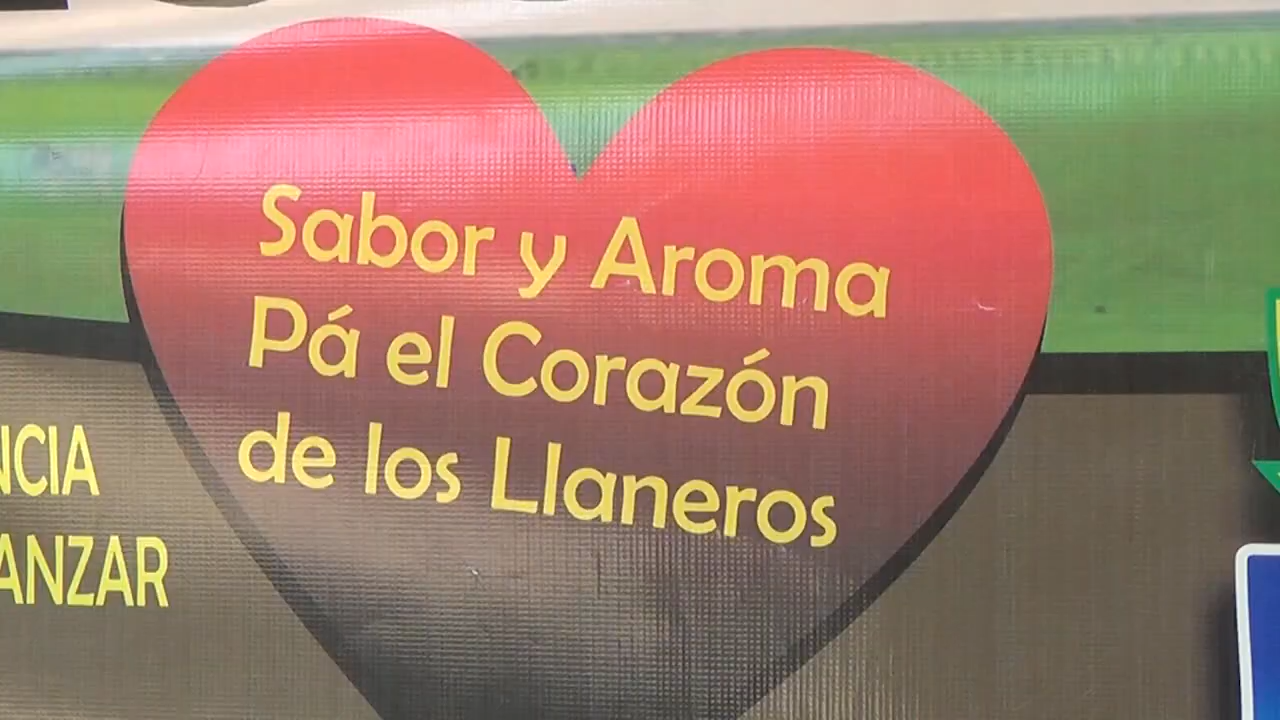 Sabor y Aroma
Pá el Corazón
de los Llaneros
NCIA
ANZAR